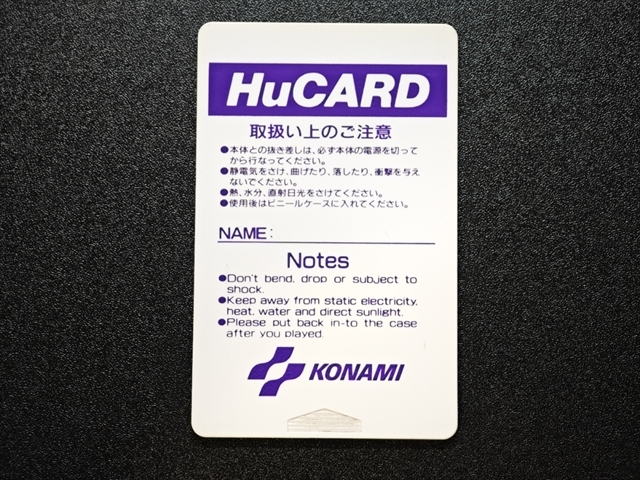 HuCARD
取扱い上のご注意
●本体との抜き差しは、必ず本体の電源を切って
から行なってください。
●静電気をさけ、曲げたり、落したり、衝撃を与え
ないでください。
●熱、水分、直射日光をさけてください。
●使用後はビニールケースに入れてください。
NAME:
Notes
●Don't bend, drop or subject to
shock.
●Keep away from static electricity,
heat, water and direct sunlight.
●Please put back in-to the case
after you played.
KONAMI